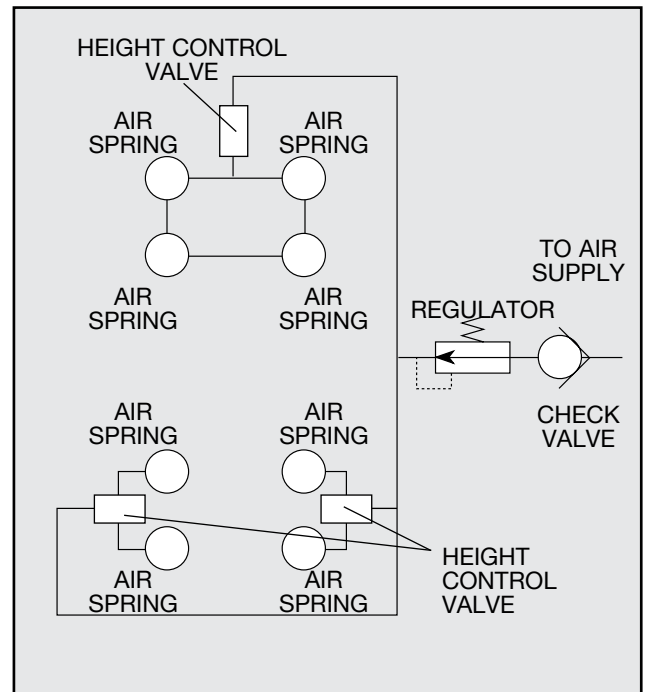 HEIGHT CONTROL
VALVE
AIR
SPRING
AIR
SPRING
AIR
SPRING
AIR
SPRING
TO AIR
SUPPLY
REGULATOR
CHECK
VALVE
AIR
SPRING
AIR
SPRING
AIR
SPRING
AIR
SPRING
HEIGHT
CONTROL
VALVE